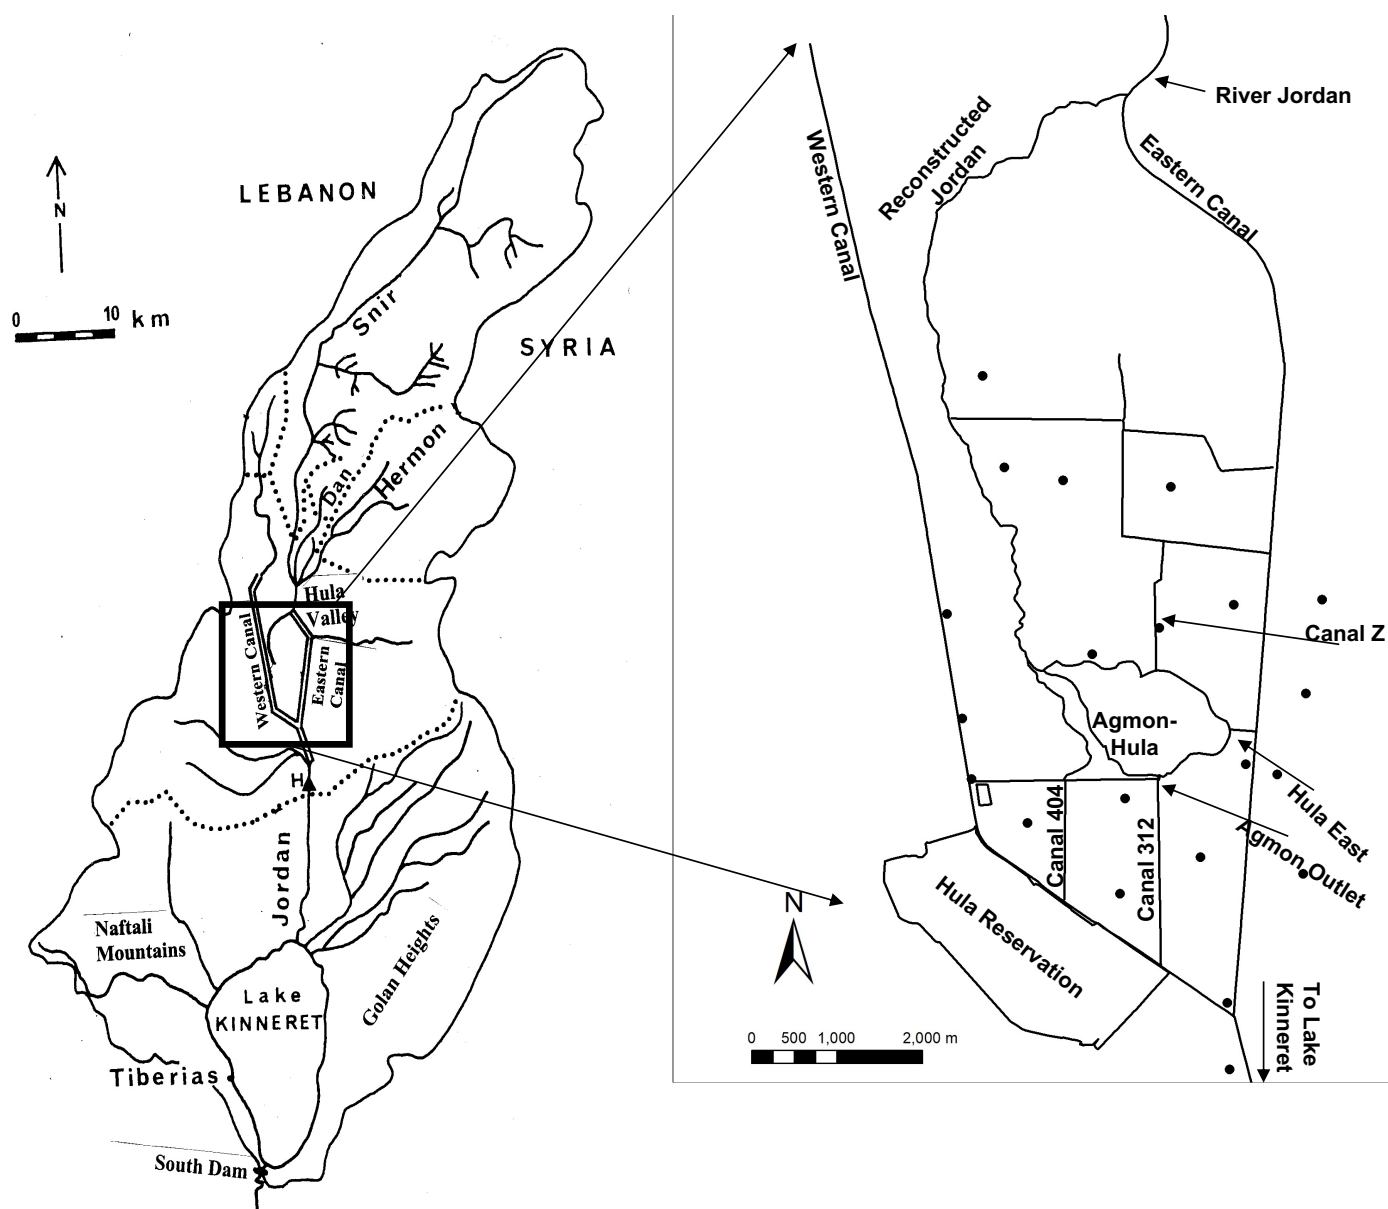 LEBANON
N
0 10 km
Snir
SYRIA
Dan
Hermon
Hula
Valley
Western Canal
Eastern
Canal
H
Jordan
Naftali
Mountains
Golan Heights
Lake
KINNERET
Tiberias
South Dam
River Jordan
Reconstructed
Jordan
Western Canal
Eastern Canal
Canal Z
Agmon-
Hula
Hula East
Agmon Outlet
Canal 404
Canal 312
Hula Reservation
N
0 500 1,000 2,000 m
To Lake
Kinneret